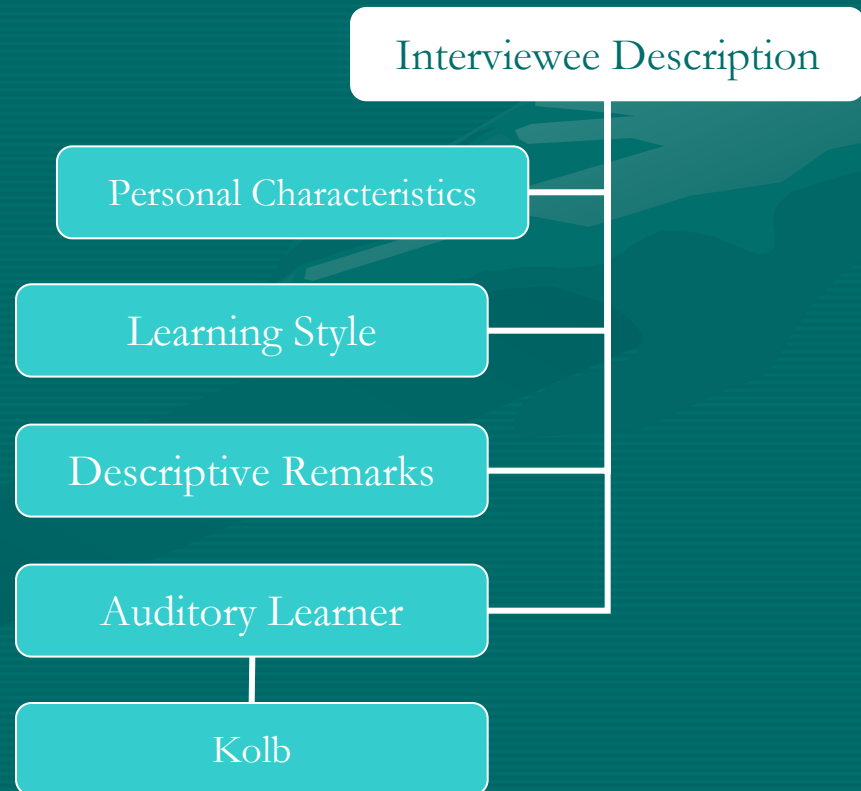 Interviewee Description
Personal Characteristics
Learning Style
Descriptive Remarks
Auditory Learner
Kolb